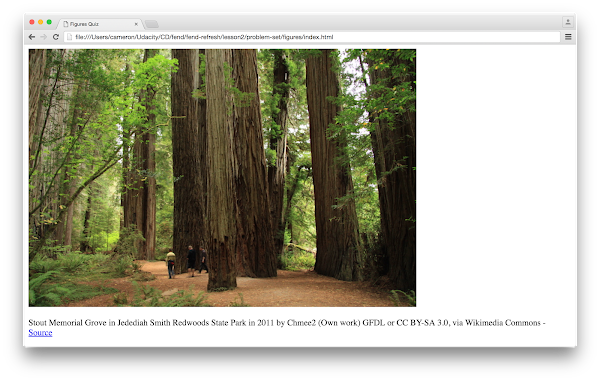 Figures Quiz
file:///Users/cameron/Udacity/CD/fend/fend-refresh/lesson2/problem-set/figures/index.html
Stout Memorial Grove in Jedediah Smith Redwoods State Park in 2011 by Chmee2 (Own work) GFDL or CC BY-SA 3.0, via Wikimedia Commons -
Source